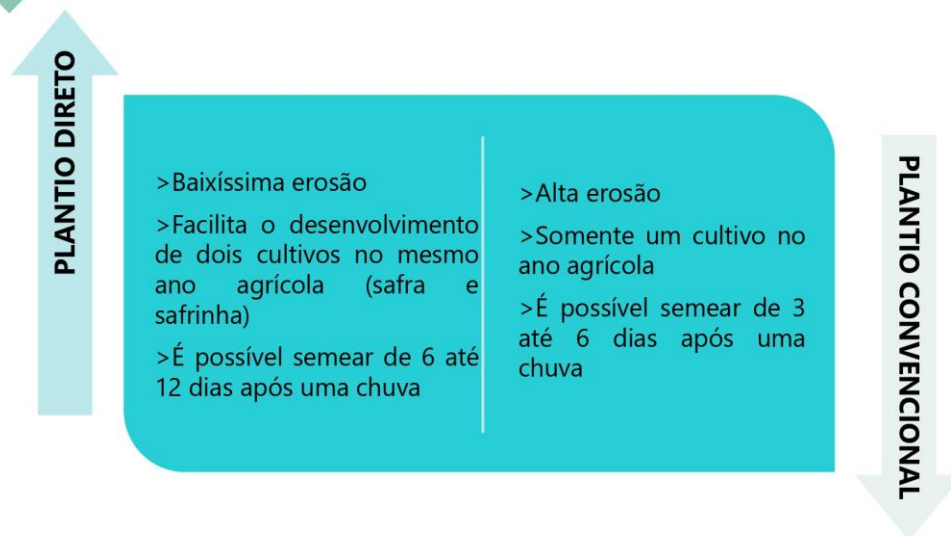 PLANTIO DIRETO
>Baixíssima erosão
>Facilita o desenvolvimento
de dois cultivos no mesmo
ano agrícola (safra e
safrinha)
>É possível semear de 6 até
12 dias após uma chuva
>Alta erosão
>Somente um cultivo no
ano agrícola
>É possível semear de 3
até 6 dias após uma
chuva
PLANTIO CONVENCIONAL